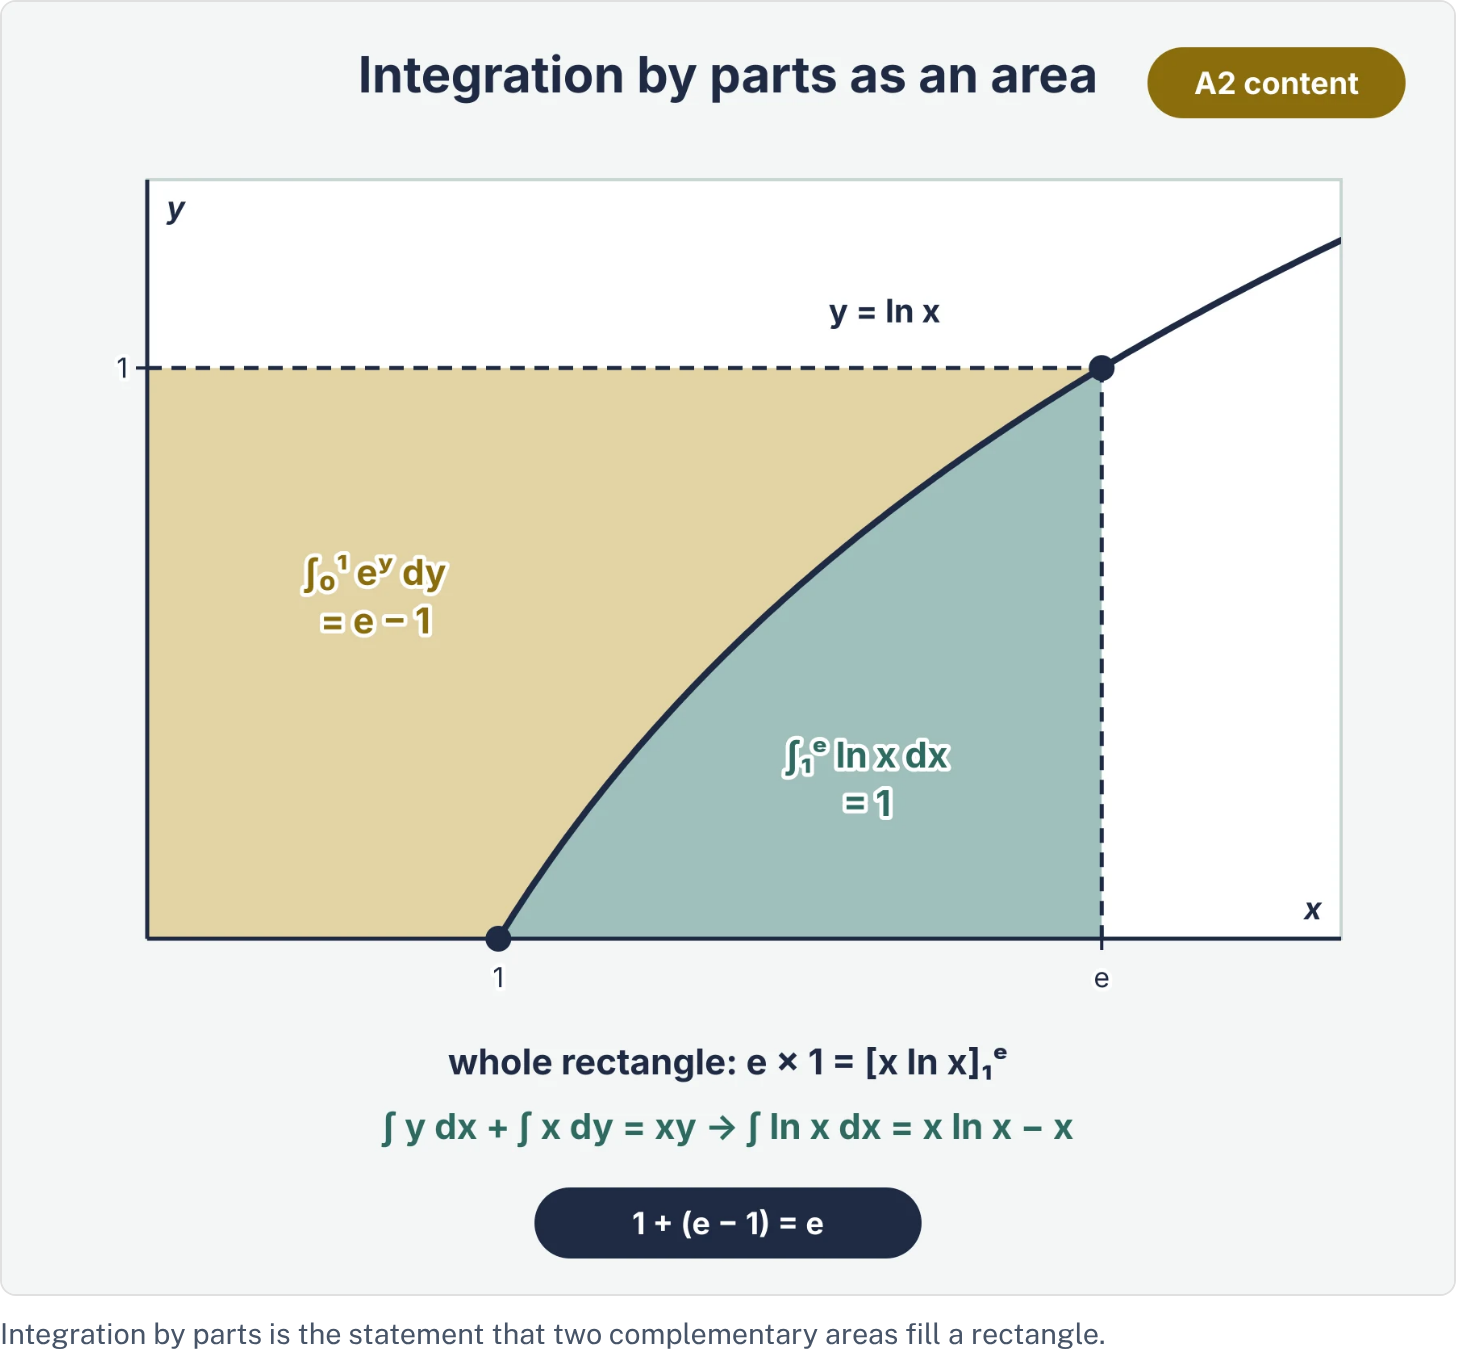 Integration by parts as an area
A2 content
y
y = ln x
1
∫₀¹ eʸ dy
= e − 1
∫₁ᵉ ln x dx
= 1
x
1
e
whole rectangle: e × 1 = [x ln x]₁ᵉ
∫ y dx + ∫ x dy = xy → ∫ ln x dx = x ln x − x
1 + (e − 1) = e
Integration by parts is the statement that two complementary areas fill a rectangle.